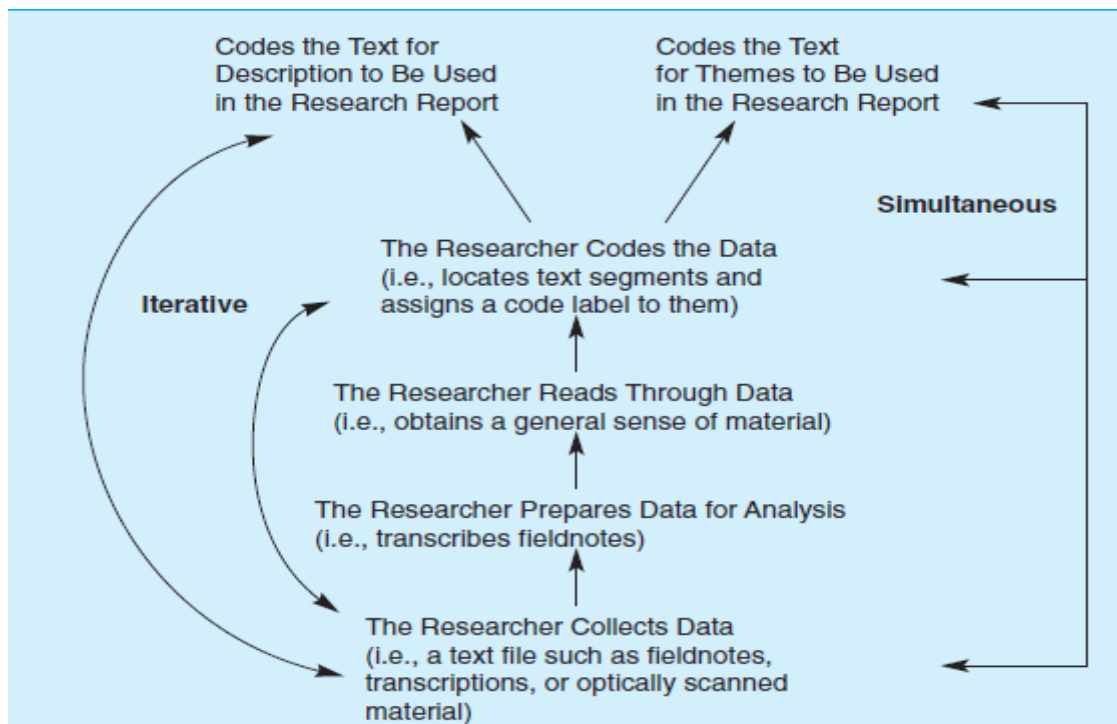 Codes the Text for
Description to Be Used
in the Research Report
Codes the Text
for Themes to Be Used
in the Research Report
Simultaneous
The Researcher Codes the Data
(i.e., locates text segments and
assigns a code label to them)
Iterative
The Researcher Reads Through Data
(i.e., obtains a general sense of material)
The Researcher Prepares Data for Analysis
(i.e., transcribes fieldnotes)
The Researcher Collects Data
(i.e., a text file such as fieldnotes,
transcriptions, or optically scanned
material)